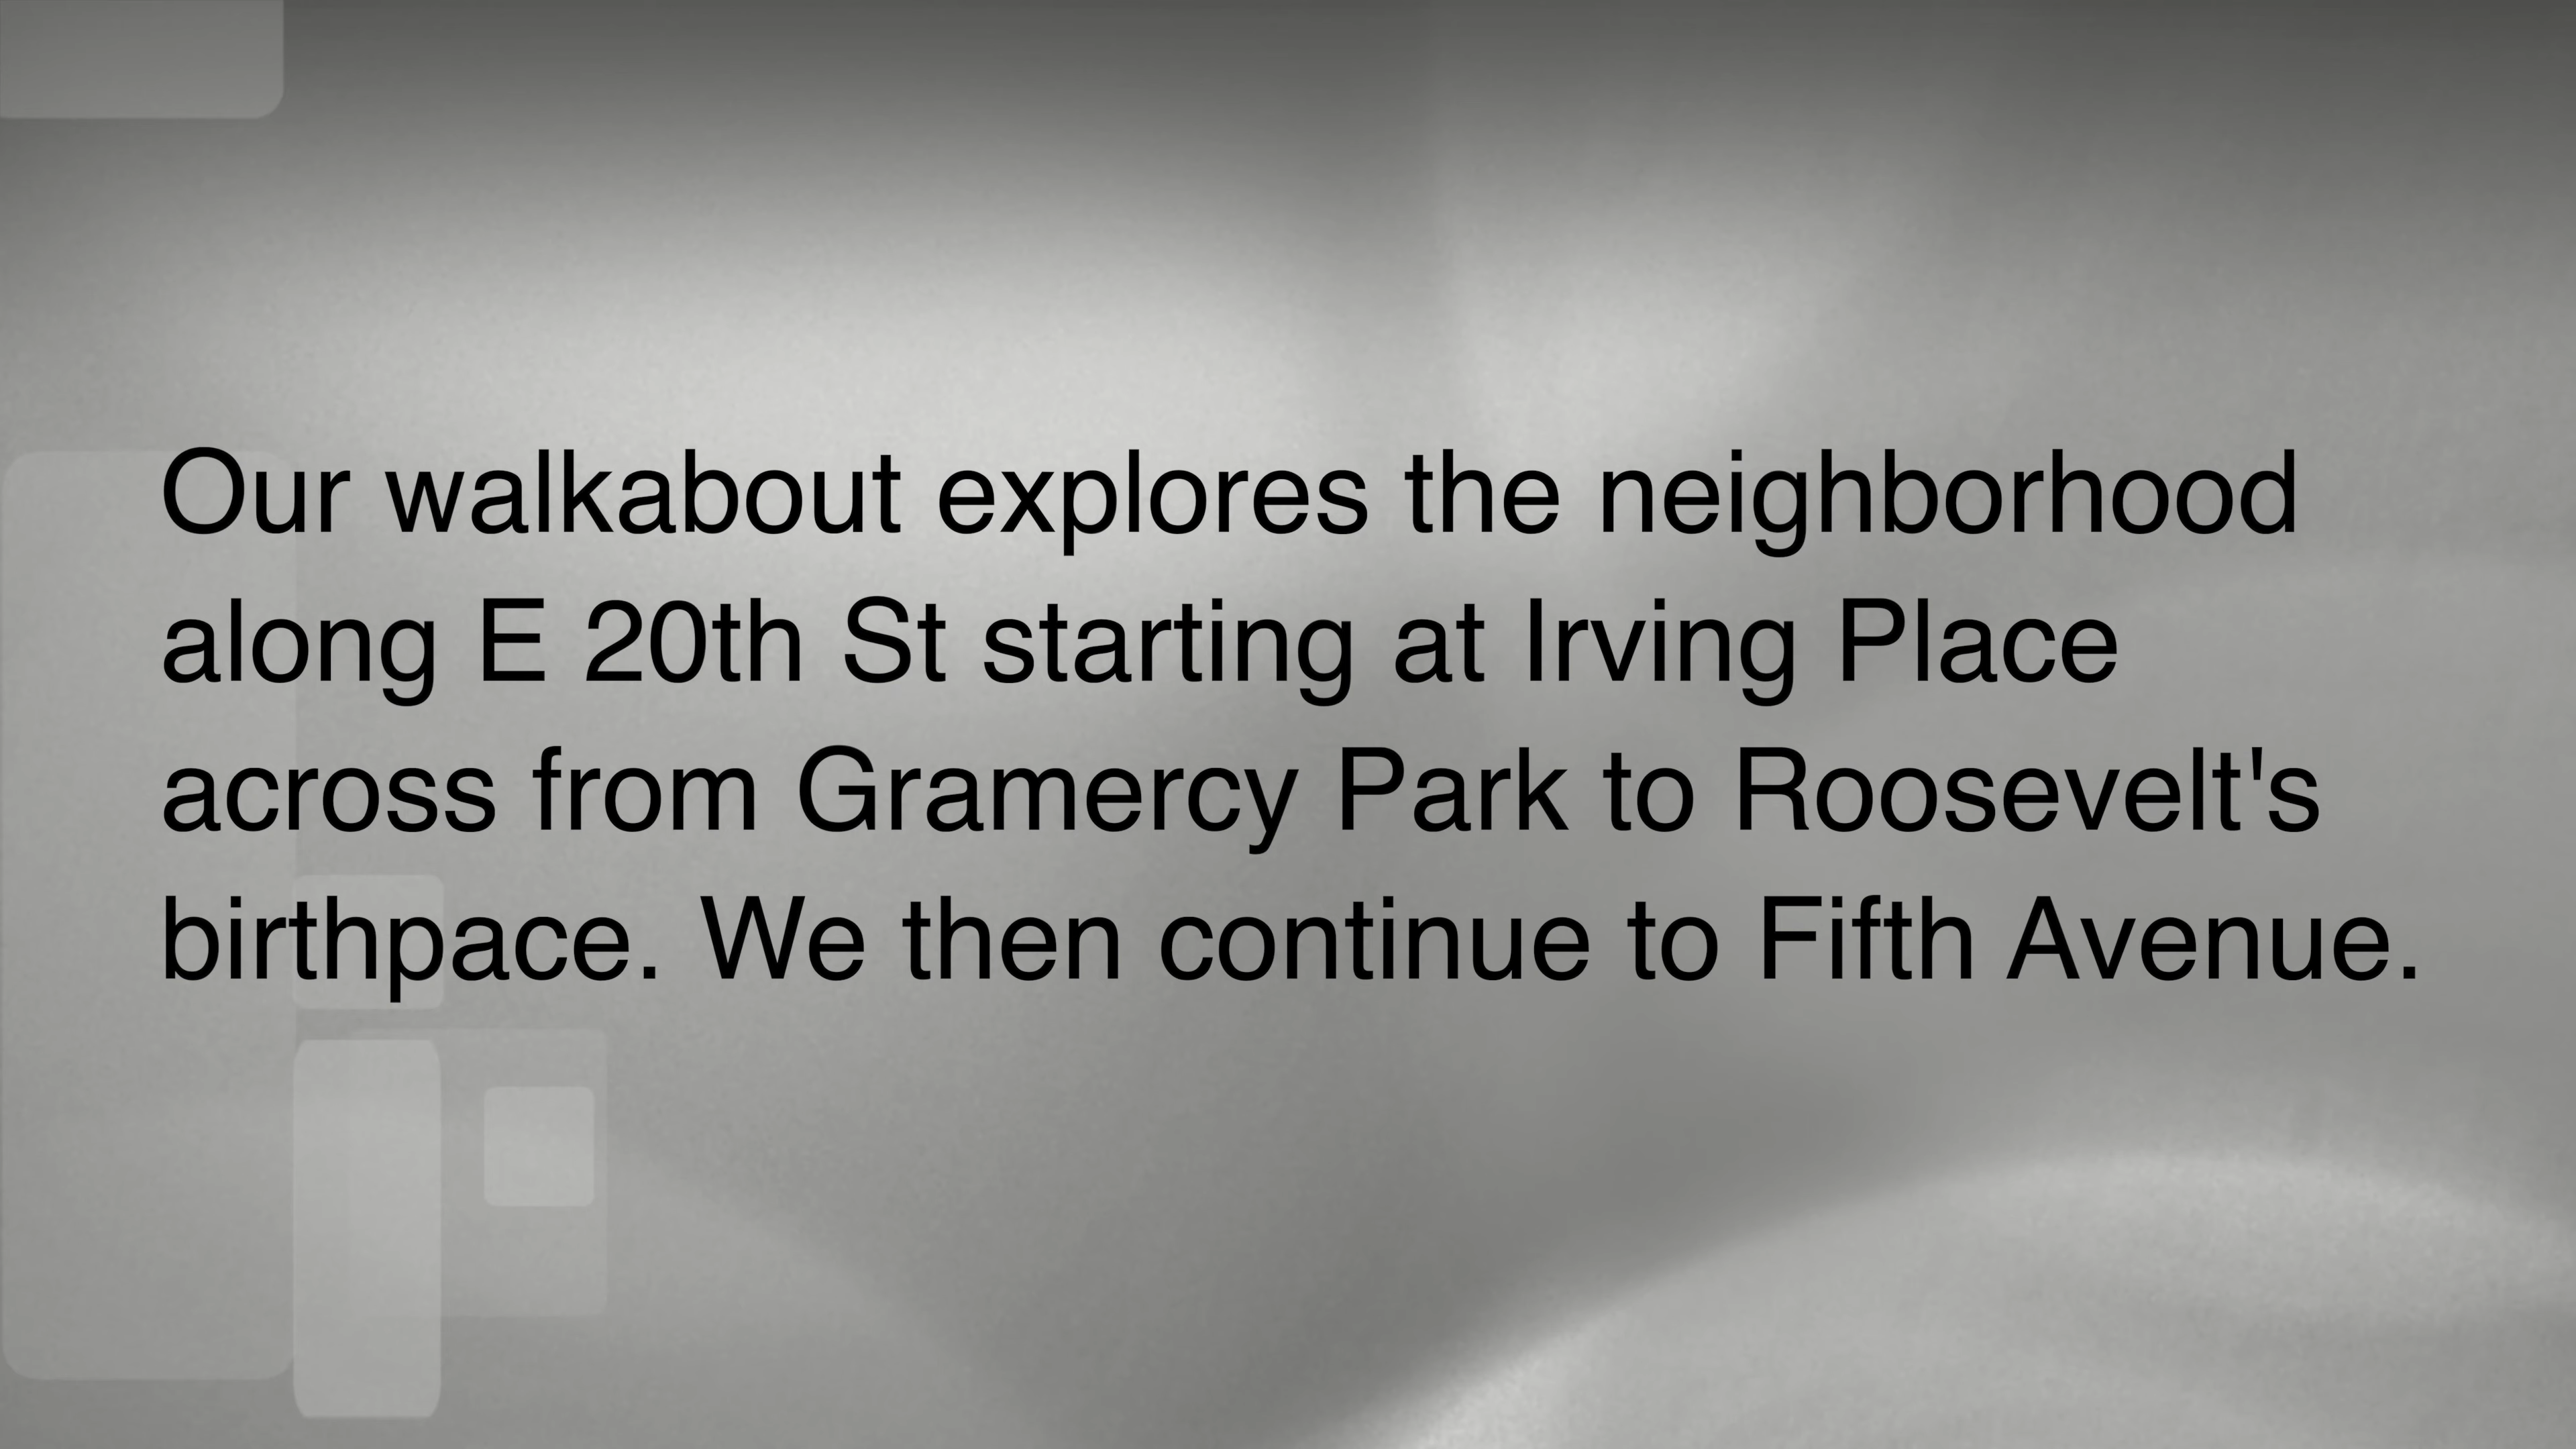 Our walkabout explores the neighborhood
along E 20th St starting at Irving Place
across from Gramercy Park to Roosevelt's
birthpace. We then continue to Fifth Avenue.